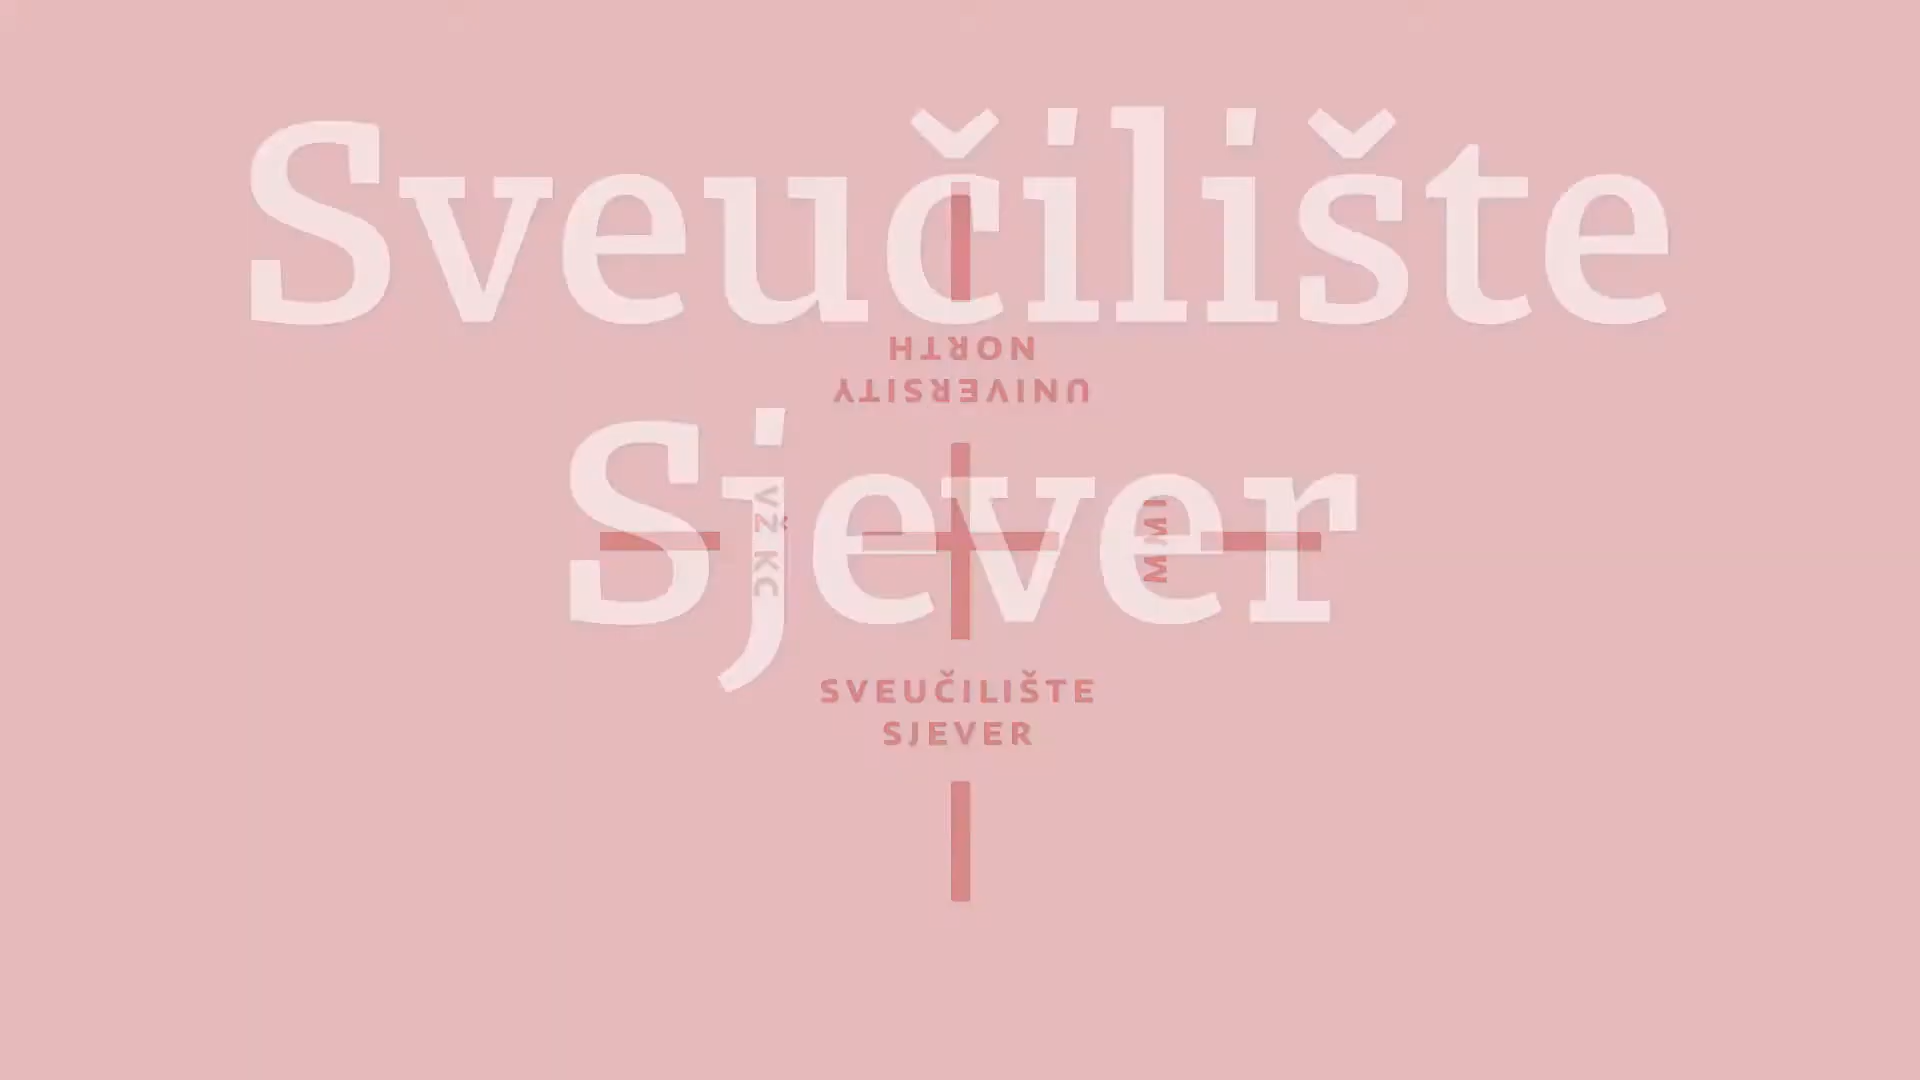 Sveučilište
NORTH
UNIVERSITY
Sjever
VŽ KC
MMI
SVEUČILIŠTE
SJEVER